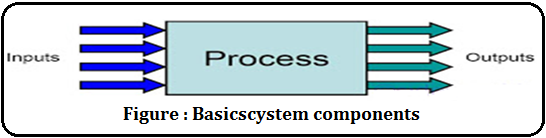 Inputs
Process
Outputs
Figure : Basicscystem components